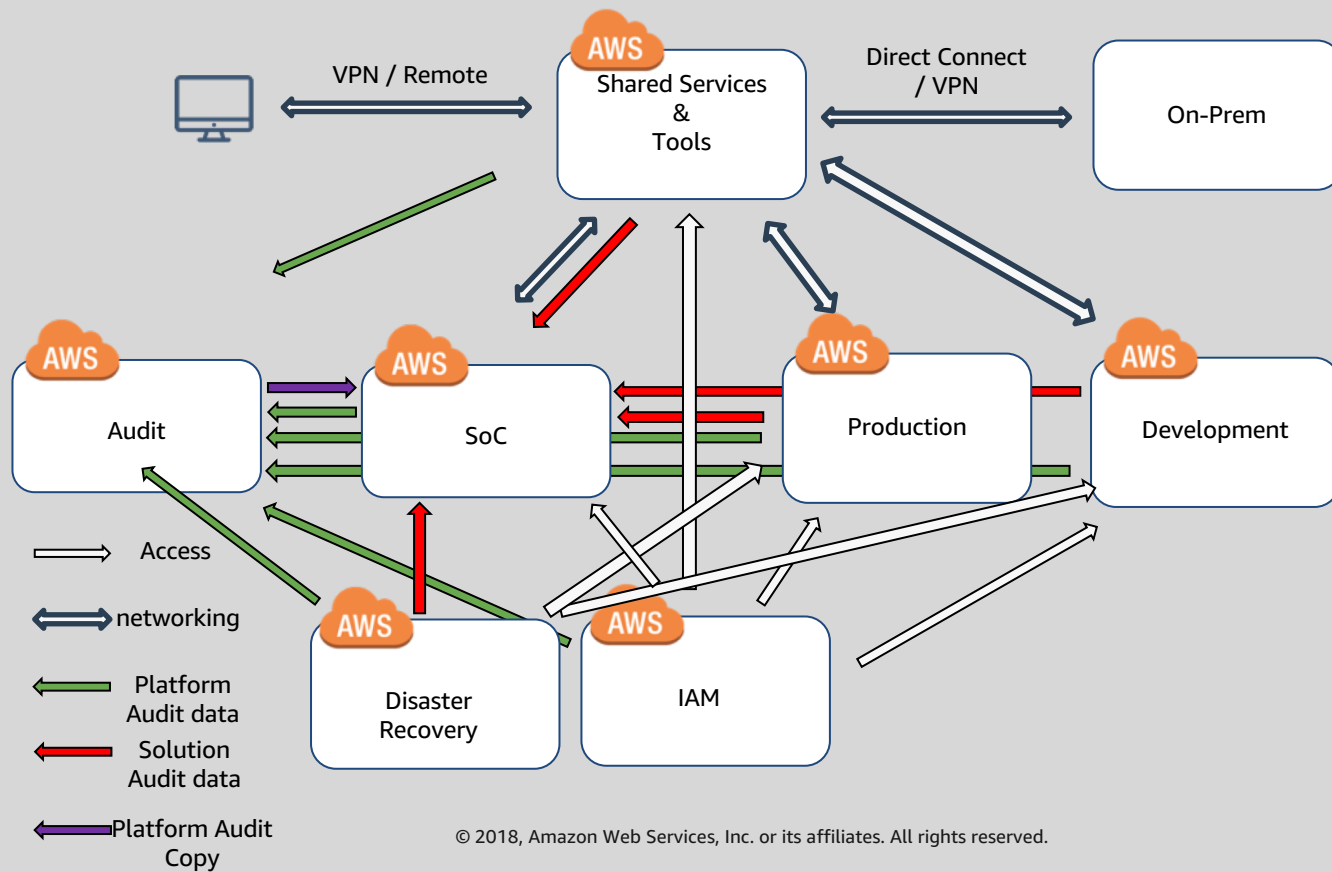 AWS
VPN / Remote
Shared Services
&
Tools
Direct Connect
/ VPN
On-Prem
AWS
Audit
AWS
SoC
AWS
Production
AWS
Development
Access
networking
Platform
Audit data
Solution
Audit data
Platform Audit
Copy
AWS
Disaster
Recovery
AWS
IAM
© 2018, Amazon Web Services, Inc. or its affiliates. All rights reserved.